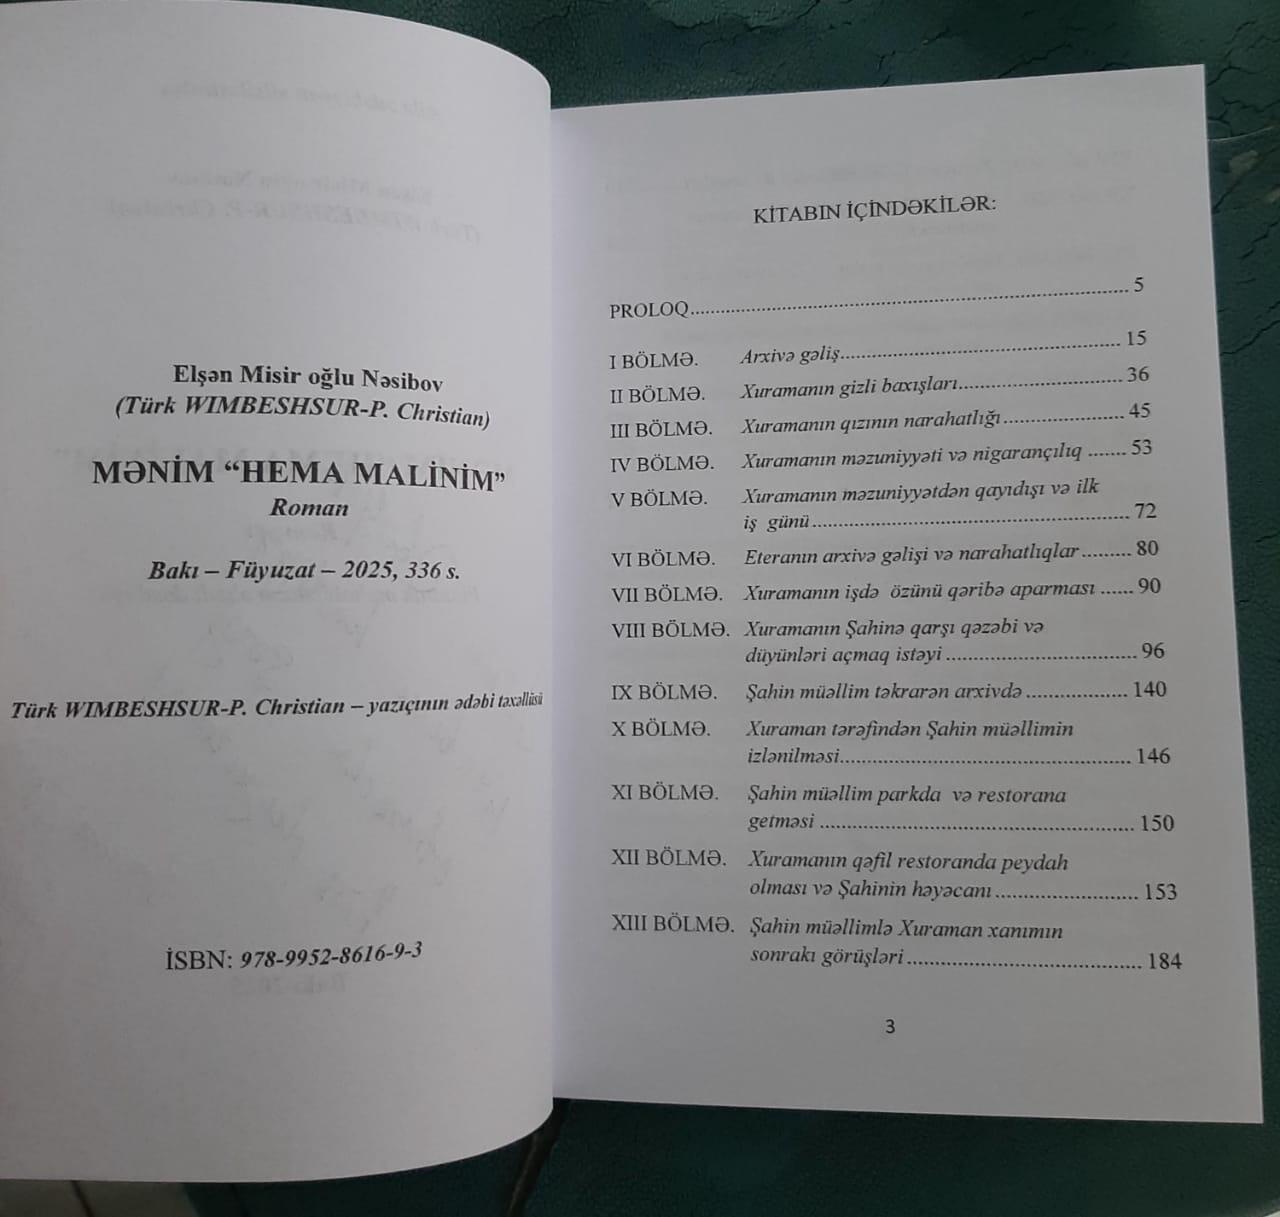 Elşən Misir oğlu Nəsibov
(Türk WIMBESHSUR-P. Christian)
MƏNİM “HEMA MALİNİM”
Roman
Bakı – Füyuzat – 2025, 336 s.
Türk WIMBESHSUR-P. Christian – yazıçının ədəbi təxəllüsü
İSBN: 978-9952-8616-9-3
KİTABIN İÇİNDƏKİLƏR:
PROLOQ.......................................................................... 5
I BÖLMƏ. Arxivə gəliş................................................ 15
II BÖLMƏ. Xuramanın gizli baxışları............................ 36
III BÖLMƏ. Xuramanın qızının narahatlığı..................... 45
IV BÖLMƏ. Xuramanın məzuniyyəti və nigarançılıq ....... 53
V BÖLMƏ. Xuramanın məzuniyyətdən qayıdışı və ilk
iş günü....................................................... 72
VI BÖLMƏ. Eteranın arxivə gəlişi və narahatlıqlar......... 80
VII BÖLMƏ. Xuramanın işdə özünü qəribə aparması ...... 90
VIII BÖLMƏ. Xuramanın Şahinə qarşı qəzəbi və
düyünləri açmaq istəyi ................................. 96
IX BÖLMƏ. Şahin müəllim təkrarən arxivdə .................. 140
X BÖLMƏ. Xuraman tərəfindən Şahin müəllimin
izlənilməsi.................................................... 146
XI BÖLMƏ. Şahin müəllim parkda və restorana
getməsi ........................................................ 150
XII BÖLMƏ. Xuramanın qəfil restoranda peydah
olması və Şahinin həyəcanı......................... 153
XIII BÖLMƏ. Şahin müəllimlə Xuraman xanımın
sonrakı görüşləri.......................................... 184
3